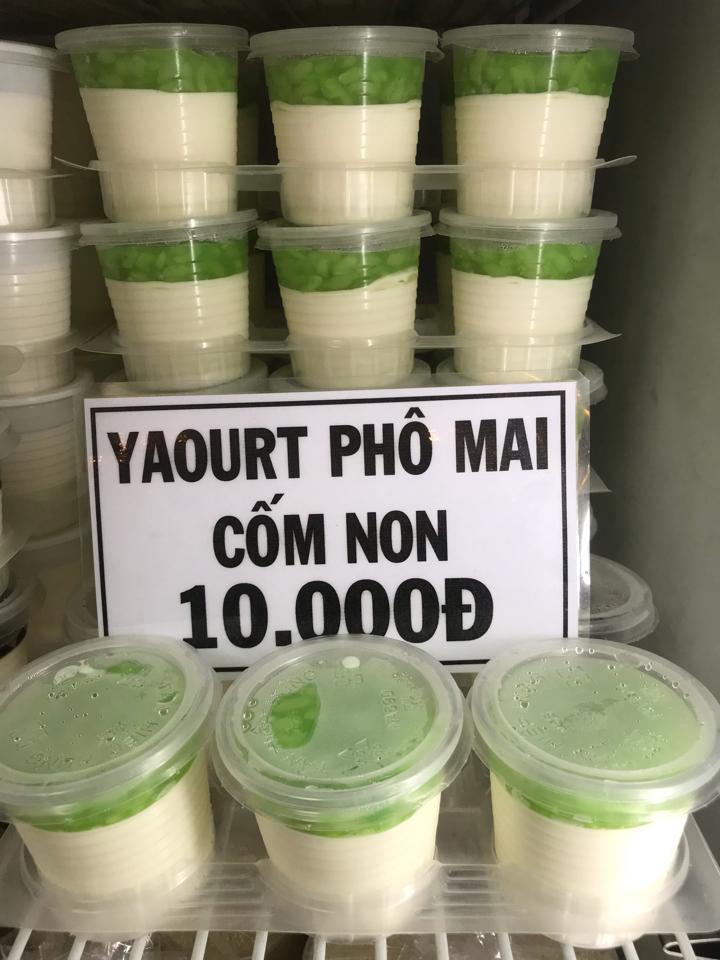 YAOURT PHÔ MAI
CỐM NON
10.000Đ